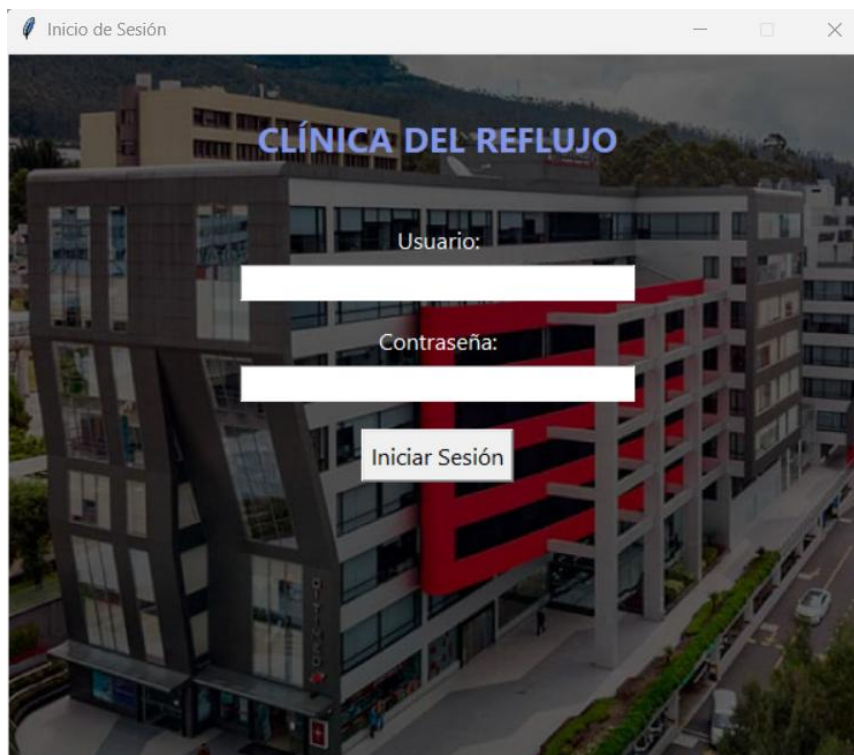 Inicio de Sesión
CLÍNICA DEL REFLUJO
Usuario:
Contraseña:
Iniciar Sesión